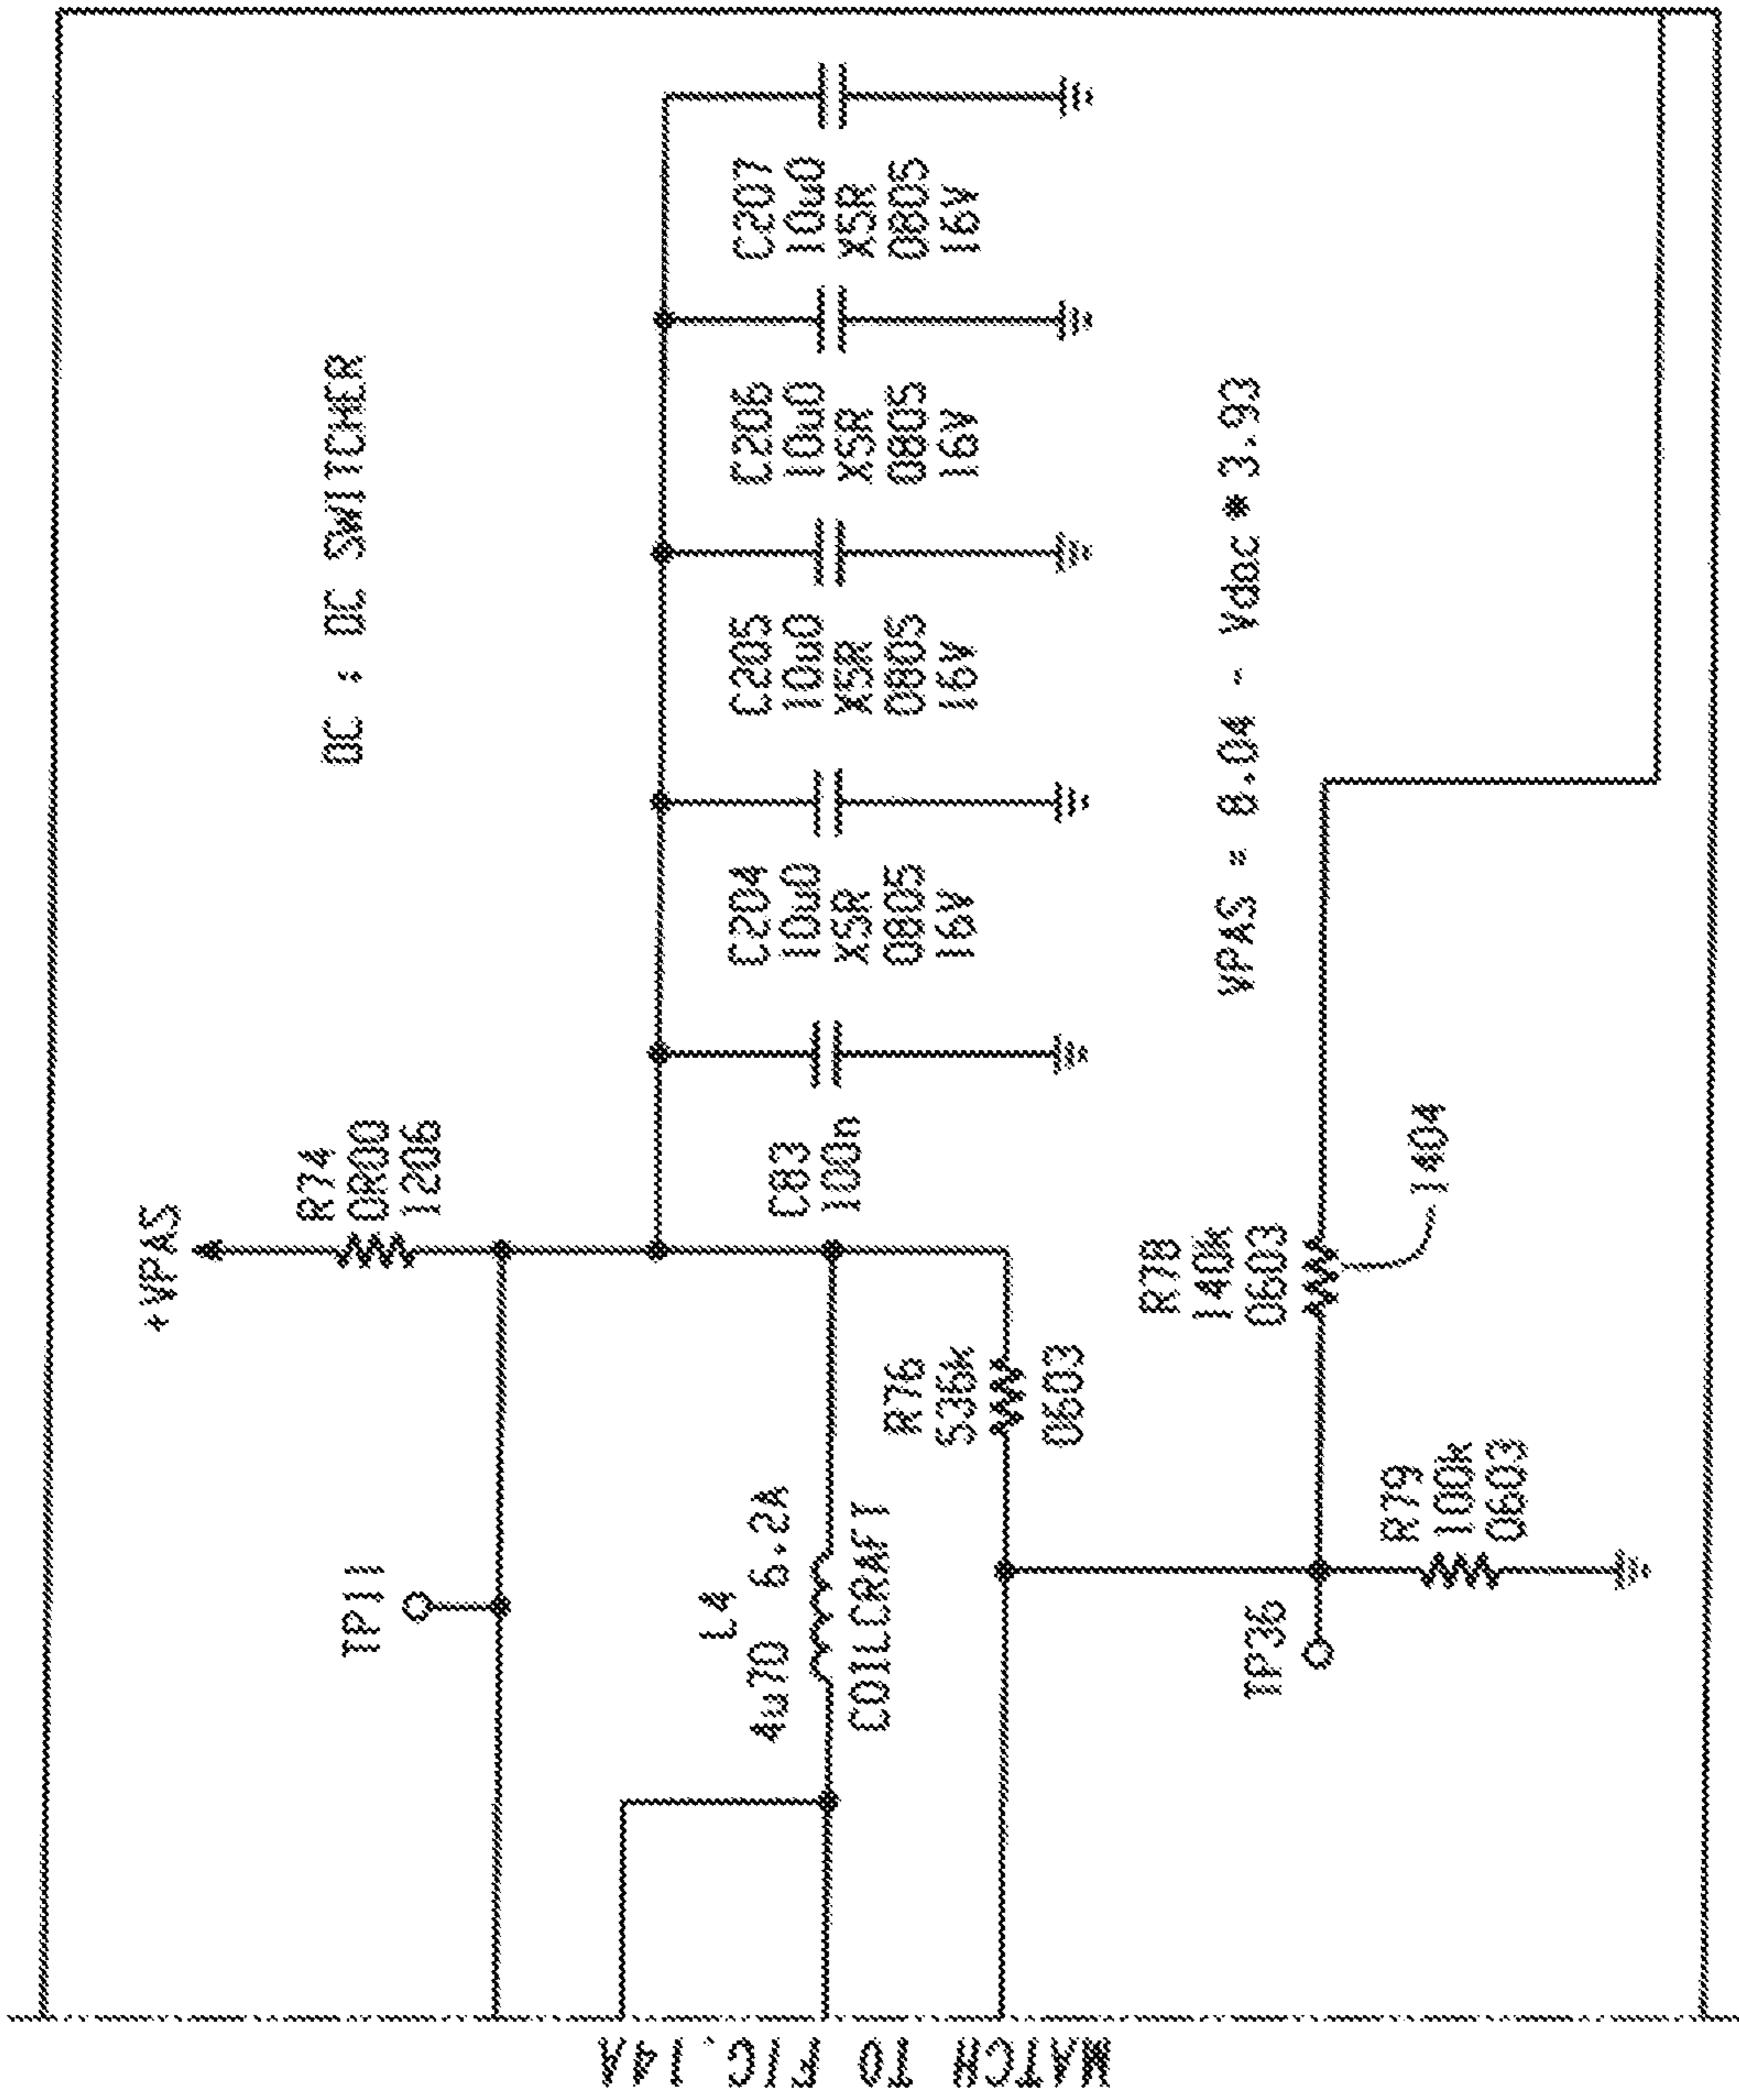 +VPAS
R74
0R00
1206
DC : DC SWITCHER
TP11
L4
4u70 6.2A
COILCRAFT
C83
100n
C204
10u0
X5R
0805
16V
C205
10u0
X5R
0805
16V
C206
10u0
X5R
0805
16V
C207
10u0
X5R
0805
16V
R76
536k
0603
R78
140k
0603
1404
VPAS = 8.04 - Vdac * 3.93
TP36
R79
100k
0603
MATCH TO FIG.14A